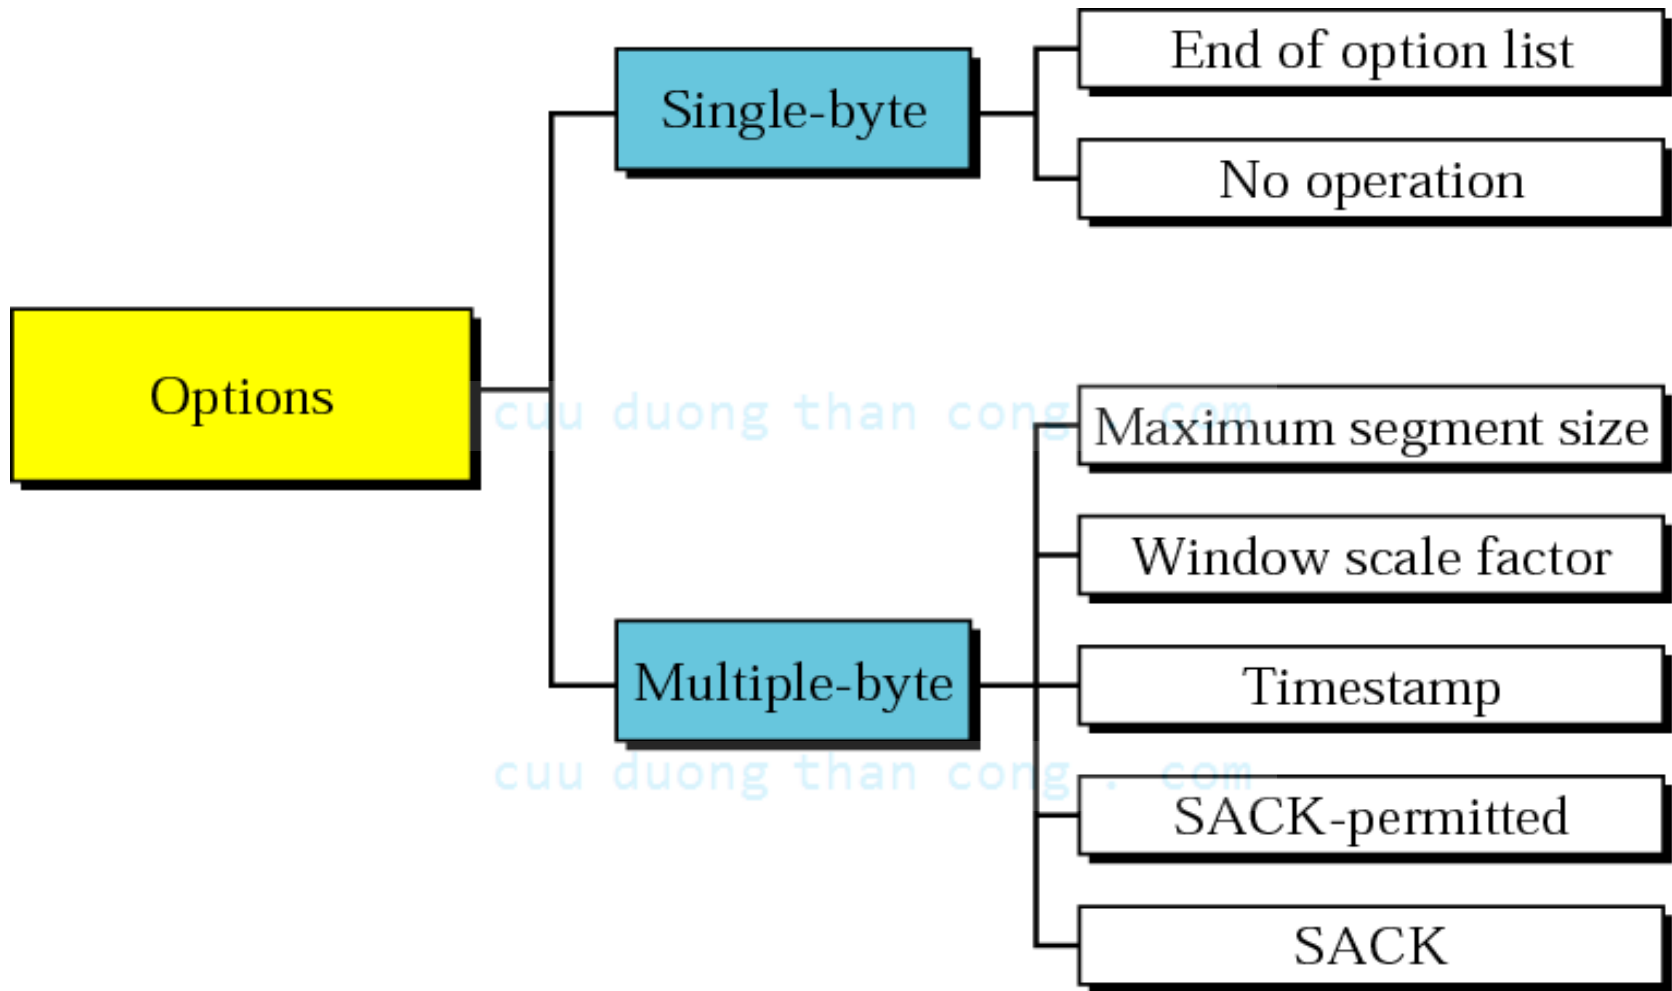 End of option list
Single-byte
No operation
Options
cuu duong than cong . com
Maximum segment size
Window scale factor
Multiple-byte
Timestamp
cuu duong than cong . com
SACK-permitted
SACK